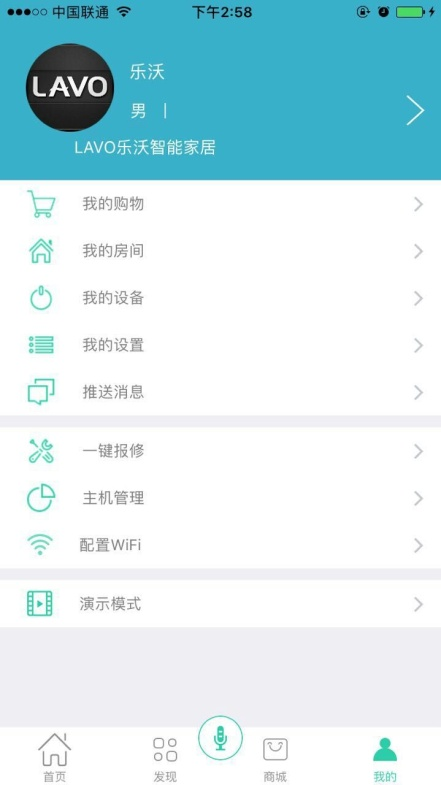 中国联通 下午2:58
LAVO
乐沃
男 |
LAVO乐沃智能家居
我的购物
我的房间
我的设备
我的设置
推送消息
一键报修
主机管理
配置WiFi
演示模式
首页 发现 商城 我的